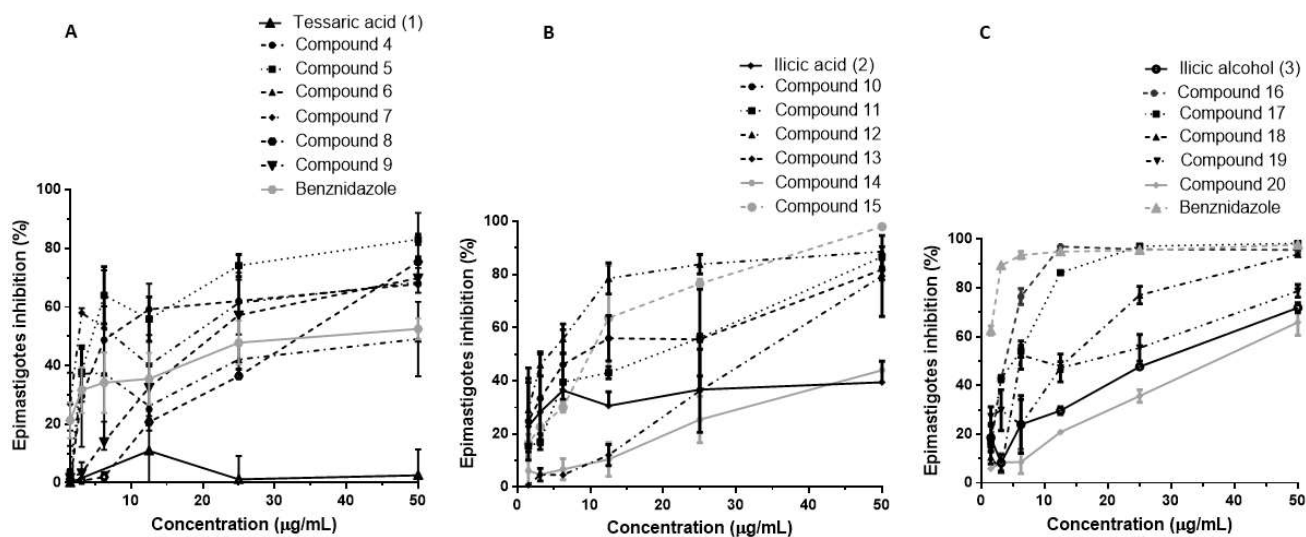 A
Tessaric acid (1)
Compound 4
Compound 5
Compound 6
Compound 7
Compound 8
Compound 9
Benznidazole
Epimastigotes inhibition (%)
100
80
60
40
20
0
10
20
30
40
50
Concentration (µg/mL)
B
Ilicic acid (2)
Compound 10
Compound 11
Compound 12
Compound 13
Compound 14
Compound 15
Epimastigotes inhibition (%)
100
80
60
40
20
0
0
10
20
30
40
50
Concentration (µg/mL)
C
Ilicic alcohol (3)
Compound 16
Compound 17
Compound 18
Compound 19
Compound 20
Benznidazole
Epimastigotes inhibition (%)
100
80
60
40
20
0
0
10
20
30
40
50
Concentration (µg/mL)